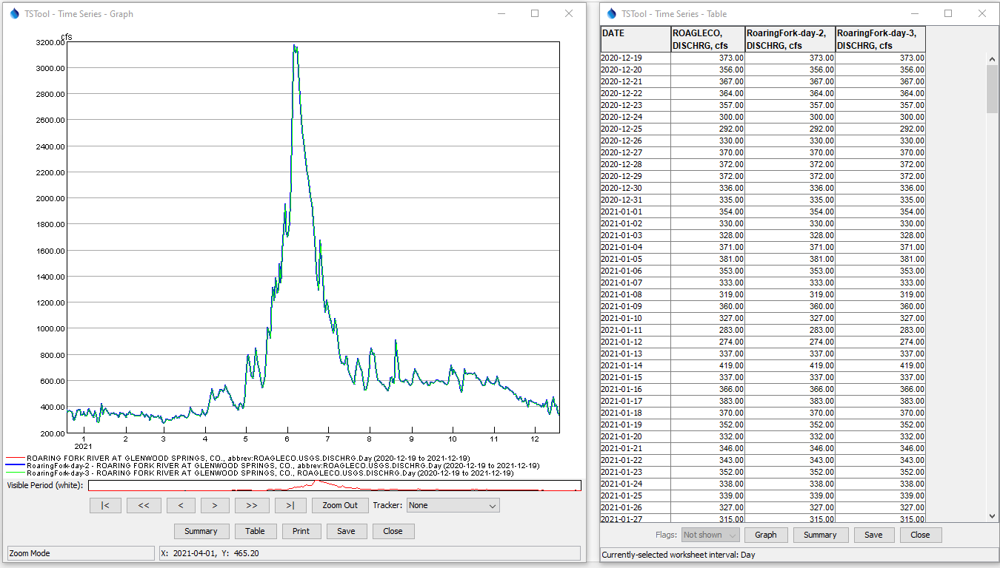 TSTool - Time Series - Graph
cfs
3200.00
3000.00
2800.00
2600.00
2400.00
2200.00
2000.00
1800.00
1600.00
1400.00
1200.00
1000.00
800.00
600.00
400.00
200.00
1 2 3 4 5 6 7 8 9 10 11 12
2021
ROARING FORK RIVER AT GLENWOOD SPRINGS, CO., abbrev:ROAGLECO.USGS.DISCHRG.Day (2020-12-19 to 2021-12-19)
RoaringFork-day-2 - ROARING FORK RIVER AT GLENWOOD SPRINGS, CO., abbrev:ROAGLECO.USGS.DISCHRG.Day (2020-12-19 to 2021-12-19)
RoaringFork-day-3 - ROARING FORK RIVER AT GLENWOOD SPRINGS, CO., ROAGLECO.USGS.DISCHRG.Day (2020-12-19 to 2021-12-19)
Visible Period (white):
|< << < > >> >| Zoom Out Tracker: None
Summary Table Print Save Close
Zoom Mode X: 2021-04-01, Y: 465.20
TSTool - Time Series - Table
DATE ROAGLECO, RoaringFork-day-2, RoaringFork-day-3,
DISCHRG, cfs DISCHRG, cfs DISCHRG, cfs
2020-12-19 373.00 373.00 373.00
2020-12-20 356.00 356.00 356.00
2020-12-21 367.00 367.00 367.00
2020-12-22 364.00 364.00 364.00
2020-12-23 357.00 357.00 357.00
2020-12-24 300.00 300.00 300.00
2020-12-25 292.00 292.00 292.00
2020-12-26 330.00 330.00 330.00
2020-12-27 370.00 370.00 370.00
2020-12-28 372.00 372.00 372.00
2020-12-29 372.00 372.00 372.00
2020-12-30 336.00 336.00 336.00
2020-12-31 335.00 335.00 335.00
2021-01-01 354.00 354.00 354.00
2021-01-02 330.00 330.00 330.00
2021-01-03 328.00 328.00 328.00
2021-01-04 371.00 371.00 371.00
2021-01-05 381.00 381.00 381.00
2021-01-06 353.00 353.00 353.00
2021-01-07 333.00 333.00 333.00
2021-01-08 319.00 319.00 319.00
2021-01-09 360.00 360.00 360.00
2021-01-10 327.00 327.00 327.00
2021-01-11 283.00 283.00 283.00
2021-01-12 274.00 274.00 274.00
2021-01-13 337.00 337.00 337.00
2021-01-14 419.00 419.00 419.00
2021-01-15 337.00 337.00 337.00
2021-01-16 366.00 366.00 366.00
2021-01-17 383.00 383.00 383.00
2021-01-18 370.00 370.00 370.00
2021-01-19 352.00 352.00 352.00
2021-01-20 332.00 332.00 332.00
2021-01-21 346.00 346.00 346.00
2021-01-22 343.00 343.00 343.00
2021-01-23 352.00 352.00 352.00
2021-01-24 338.00 338.00 338.00
2021-01-25 339.00 339.00 339.00
2021-01-26 327.00 327.00 327.00
2021-01-27 315.00 315.00 315.00
Flags: Not shown Graph Summary Save Close
Currently-selected worksheet interval: Day